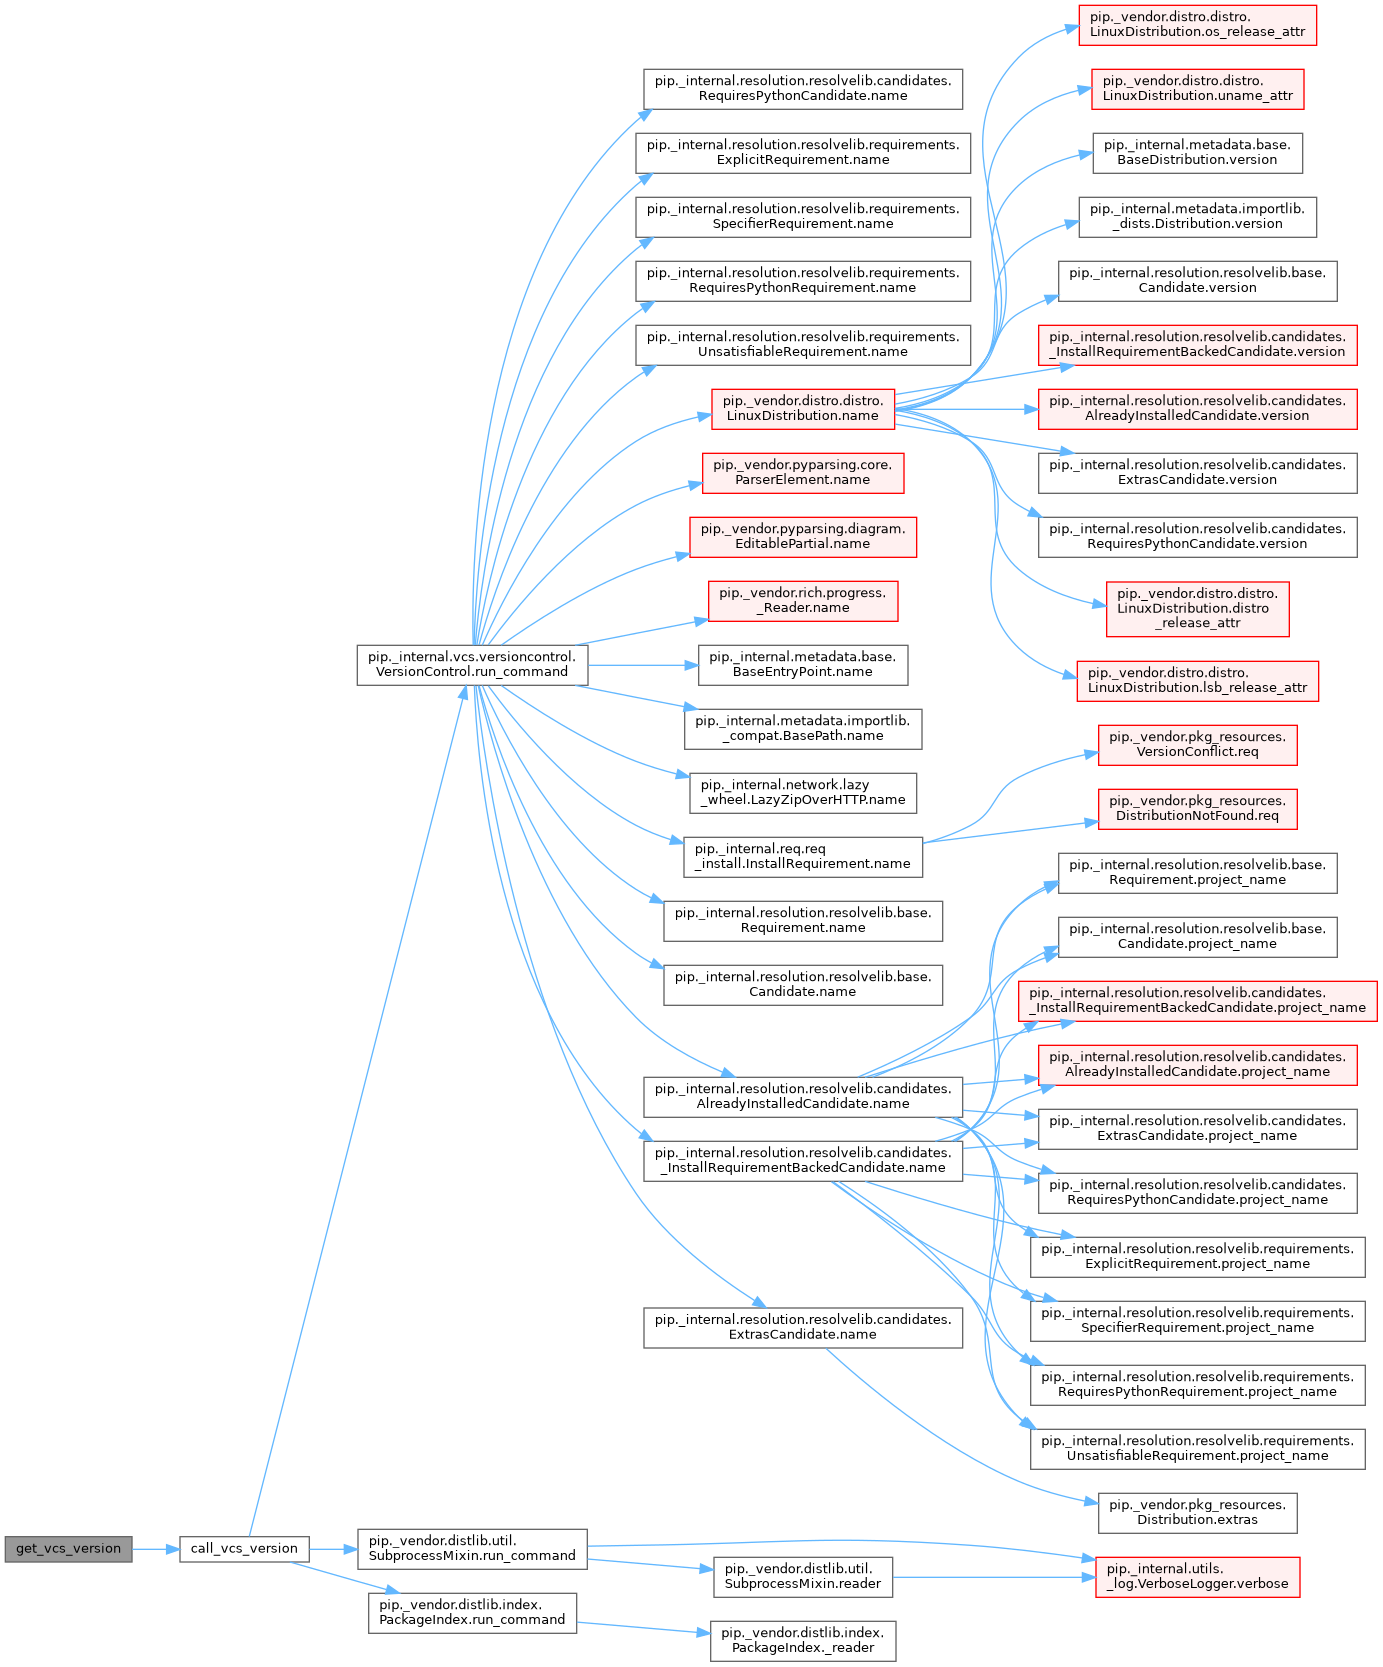 get_vcs_version
call_vcs_version
pip._internal.vcs.versioncontrol.
VersionControl.run_command
pip._vendor.distlib.util.
SubprocessMixin.run_command
pip._vendor.distlib.index.
PackageIndex.run_command
pip._internal.resolution.resolvelib.candidates.
RequiresPythonCandidate.name
pip._internal.resolution.resolvelib.requirements.
ExplicitRequirement.name
pip._internal.resolution.resolvelib.requirements.
SpecifierRequirement.name
pip._internal.resolution.resolvelib.requirements.
RequiresPythonRequirement.name
pip._internal.resolution.resolvelib.requirements.
UnsatisfiableRequirement.name
pip._vendor.distro.distro.
LinuxDistribution.name
pip._vendor.pyparsing.core.
ParserElement.name
pip._vendor.pyparsing.diagram.
EditablePartial.name
pip._vendor.rich.progress.
_Reader.name
pip._internal.metadata.base.
BaseEntryPoint.name
pip._internal.metadata.importlib.
_compat.BasePath.name
pip._internal.network.lazy
_wheel.LazyZipOverHTTP.name
pip._internal.req.req
_install.InstallRequirement.name
pip._internal.resolution.resolvelib.base.
Requirement.name
pip._internal.resolution.resolvelib.base.
Candidate.name
pip._internal.resolution.resolvelib.candidates.
AlreadyInstalledCandidate.name
pip._internal.resolution.resolvelib.candidates.
_InstallRequirementBackedCandidate.name
pip._internal.resolution.resolvelib.candidates.
ExtrasCandidate.name
pip._vendor.distlib.util.
SubprocessMixin.reader
pip._vendor.distlib.index.
PackageIndex._reader
pip._vendor.distro.distro.
LinuxDistribution.os_release_attr
pip._vendor.distro.distro.
LinuxDistribution.uname_attr
pip._internal.metadata.base.
BaseDistribution.version
pip._internal.metadata.importlib.
_dists.Distribution.version
pip._internal.resolution.resolvelib.base.
Candidate.version
pip._internal.resolution.resolvelib.candidates.
_InstallRequirementBackedCandidate.version
pip._internal.resolution.resolvelib.candidates.
AlreadyInstalledCandidate.version
pip._internal.resolution.resolvelib.candidates.
ExtrasCandidate.version
pip._internal.resolution.resolvelib.candidates.
RequiresPythonCandidate.version
pip._vendor.distro.distro.
LinuxDistribution.distro
_release_attr
pip._vendor.distro.distro.
LinuxDistribution.lsb_release_attr
pip._vendor.pkg_resources.
VersionConflict.req
pip._vendor.pkg_resources.
DistributionNotFound.req
pip._internal.resolution.resolvelib.base.
Requirement.project_name
pip._internal.resolution.resolvelib.base.
Candidate.project_name
pip._internal.resolution.resolvelib.candidates.
_InstallRequirementBackedCandidate.project_name
pip._internal.resolution.resolvelib.candidates.
AlreadyInstalledCandidate.project_name
pip._internal.resolution.resolvelib.candidates.
ExtrasCandidate.project_name
pip._internal.resolution.resolvelib.candidates.
RequiresPythonCandidate.project_name
pip._internal.resolution.resolvelib.requirements.
ExplicitRequirement.project_name
pip._internal.resolution.resolvelib.requirements.
SpecifierRequirement.project_name
pip._internal.resolution.resolvelib.requirements.
RequiresPythonRequirement.project_name
pip._internal.resolution.resolvelib.requirements.
UnsatisfiableRequirement.project_name
pip._vendor.pkg_resources.
Distribution.extras
pip._internal.utils.
_log.VerboseLogger.verbose